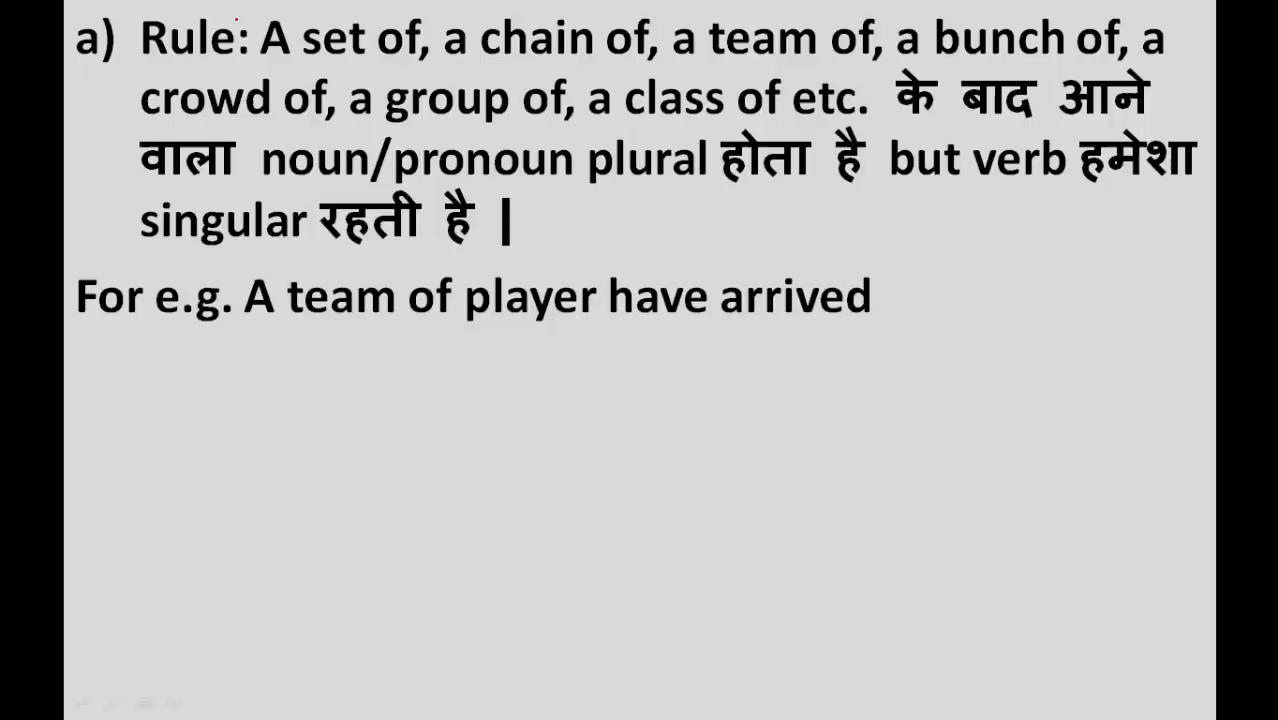 a) Rule: A set of, a chain of, a team of, a bunch of, a
crowd of, a group of, a class of etc. के बाद आने
वाला noun/pronoun plural होता है but verb हमेशा
singular रहती है |
For e.g. A team of player have arrived